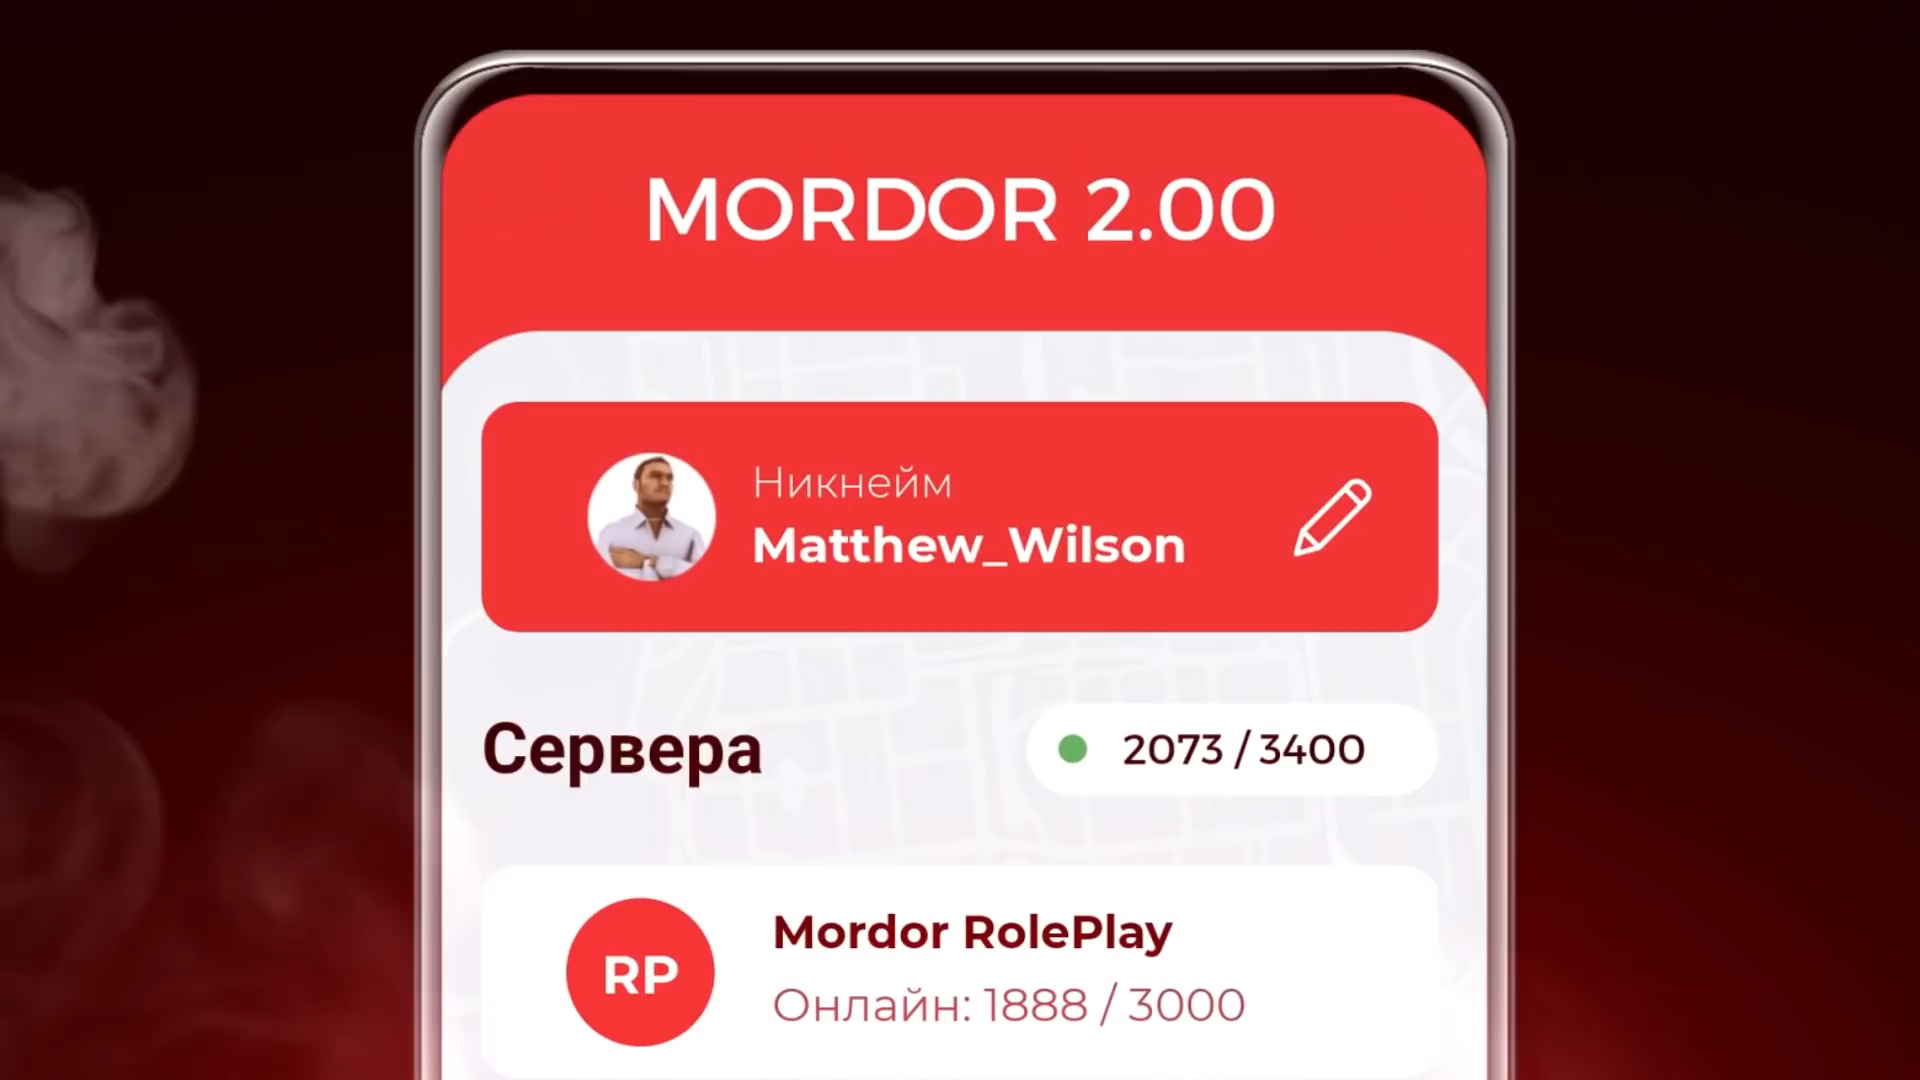 MORDOR 2.00
Никнейм
Matthew_Wilson
Сервера
2073 / 3400
RP
Mordor RolePlay
Онлайн: 1888 / 3000